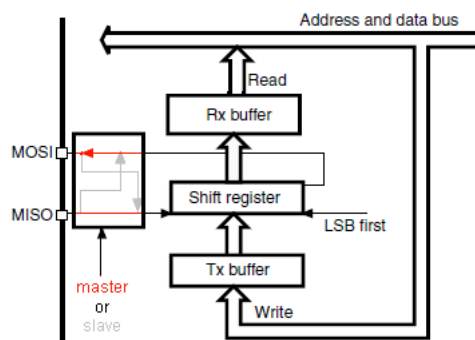 Address and data bus
Read
Rx buffer
MOSI
Shift register
MISO
LSB first
Tx buffer
master
or
slave
Write